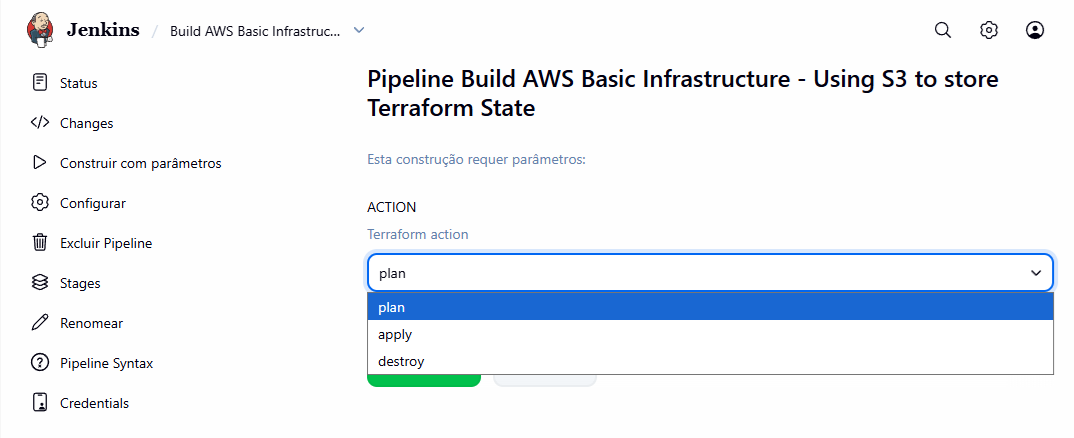 Jenkins / Build AWS Basic Infrastruc...
Status
Changes
Construir com parâmetros
Configurar
Excluir Pipeline
Stages
Renomear
Pipeline Syntax
Credentials
Pipeline Build AWS Basic Infrastructure - Using S3 to store
Terraform State
Esta construção requer parâmetros:
ACTION
Terraform action
plan
plan
apply
destroy